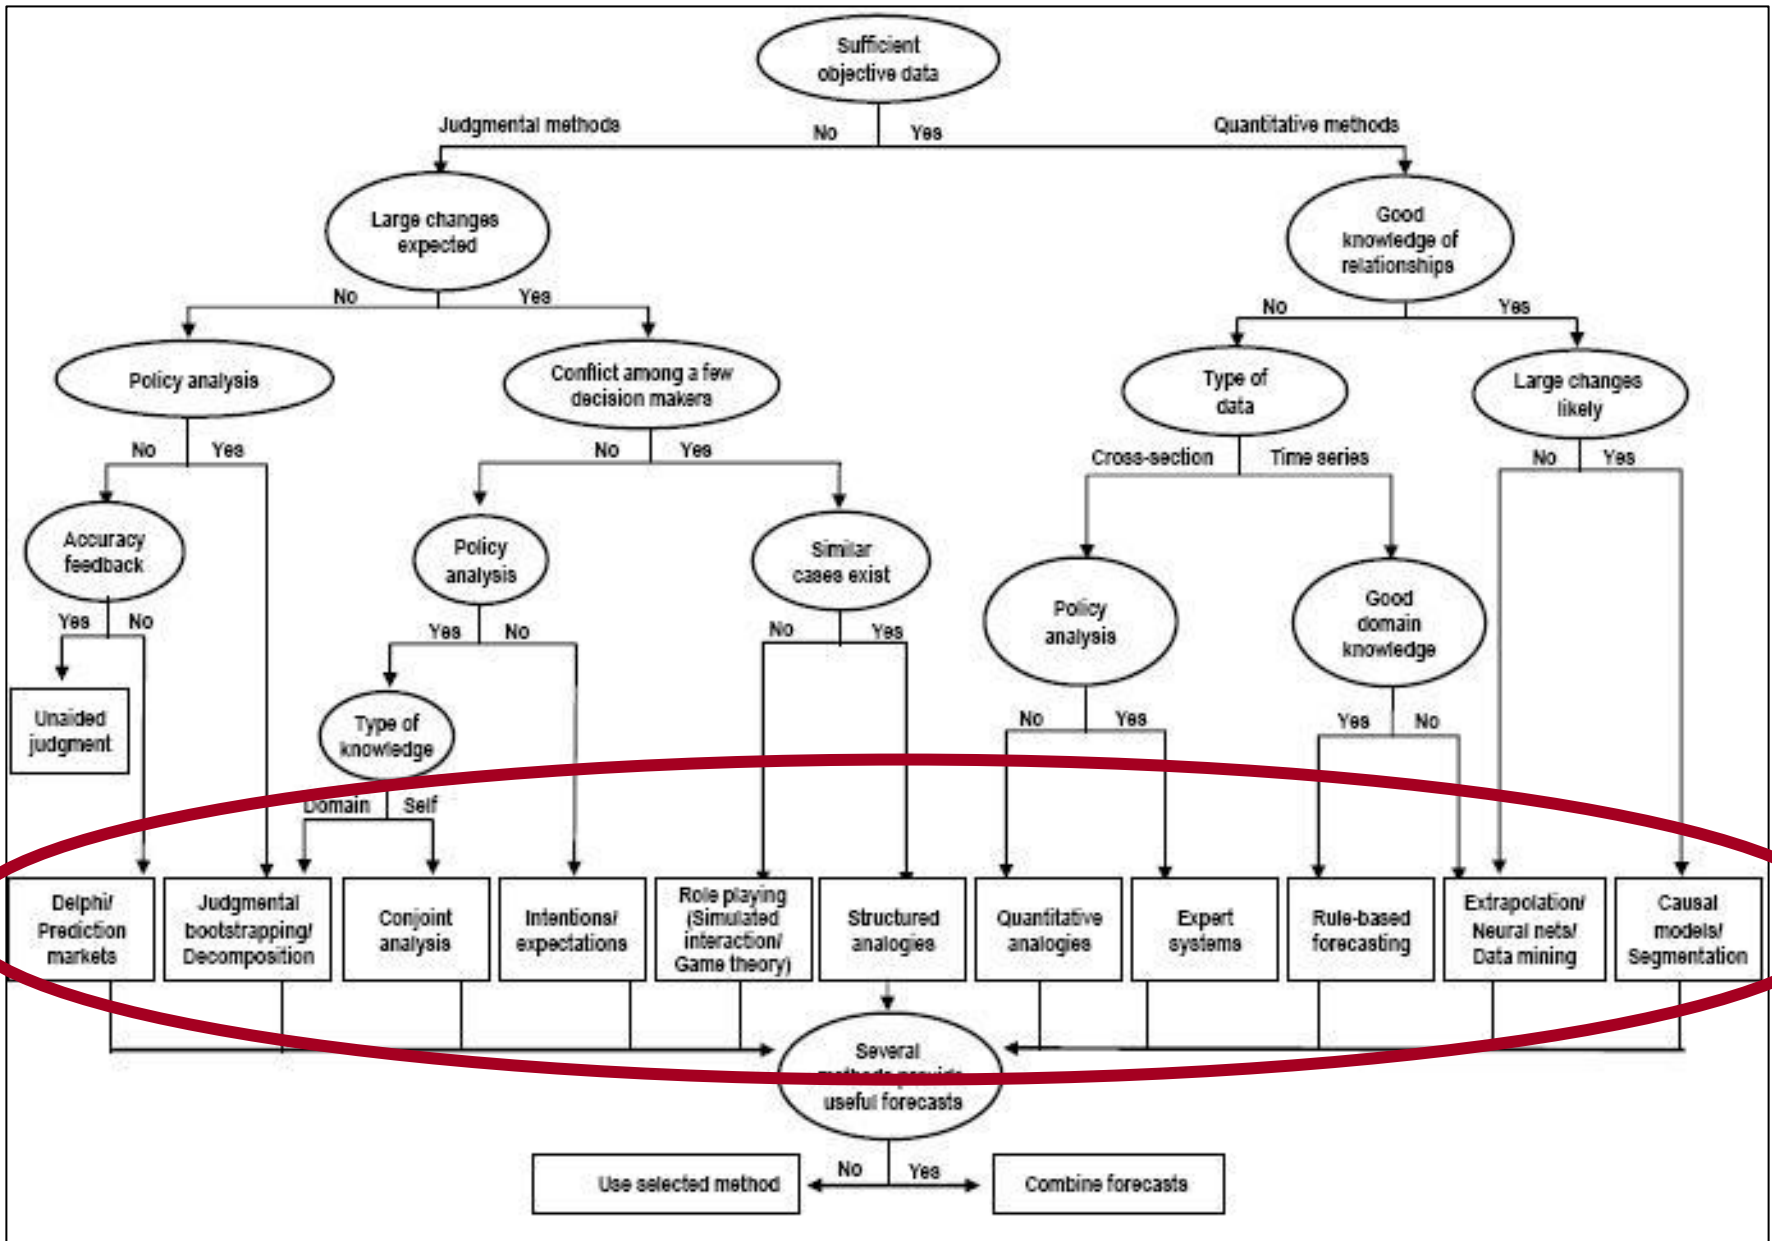 Sufficient
objective data
Judgmental methods
No
Yes
Quantitative methods
Large changes
expected
Good
knowledge of
relationships
No
Yes
No
Yes
Policy analysis
Conflict among a few
decision makers
Type of
data
Large changes
likely
No
Yes
No
Yes
Cross-section
Time series
No
Yes
Accuracy
feedback
Policy
analysis
Similar
cases exist
Policy
analysis
Good
domain
knowledge
Yes
No
Yes
No
No
Yes
Unaided
judgment
Type of
knowledge
No
Yes
Yes
No
Domain
Self
Delphi/
Prediction
markets
Judgmental
bootstrapping/
Decomposition
Conjoint
analysis
Intentions/
expectations
Role playing
(Simulated
interaction/
Game theory)
Structured
analogies
Quantitative
analogies
Expert
systems
Rule-based
forecasting
Extrapolation/
Neural nets/
Data mining
Causal
models/
Segmentation
Several
methods provide
useful forecasts
No
Yes
Use selected method
Combine forecasts